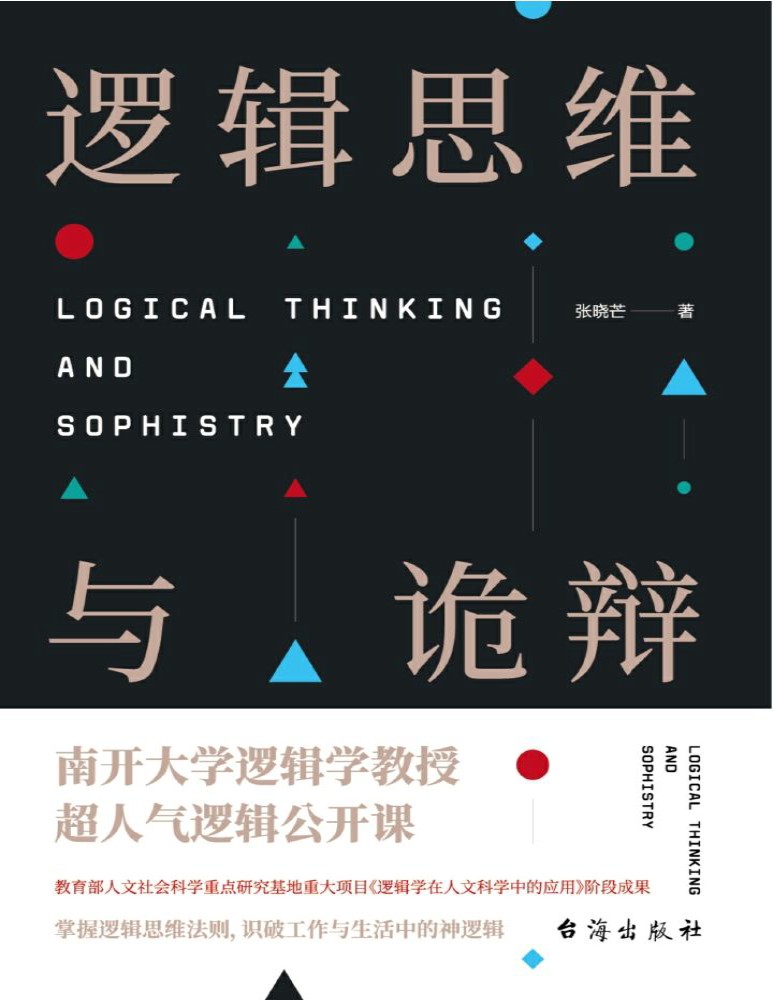 逻辑思维
LOGICAL THINKING
张晓芒 著
AND
SOPHISTRY
与诡辩
南开大学逻辑学教授
超人气逻辑公开课
LOGICAL THINKING
AND
SOPHISTRY
教育部人文社会科学重点研究基地重大项目《逻辑学在人文科学中的应用》阶段成果
掌握逻辑思维法则, 识破工作与生活中的神逻辑
台海出版社